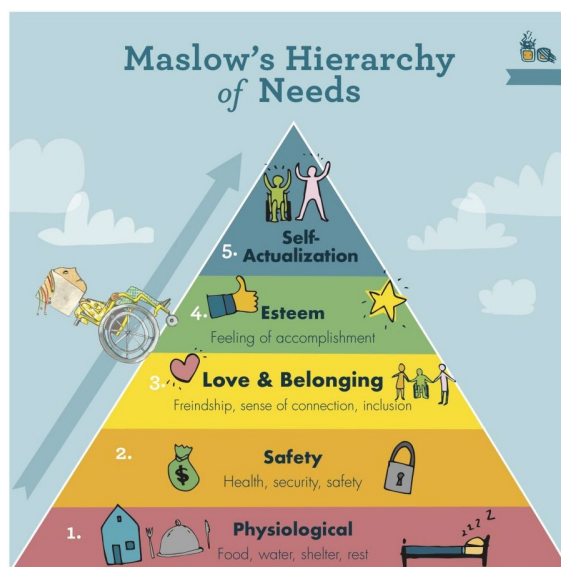 Maslow's Hierarchy
of Needs
5. Self-
Actualization
4. Esteem
Feeling of accomplishment
3. Love & Belonging
Freindship, sense of connection, inclusion
2. Safety
$
Health, security, safety
1. Physiological
z z z Z
Food, water, shelter, rest